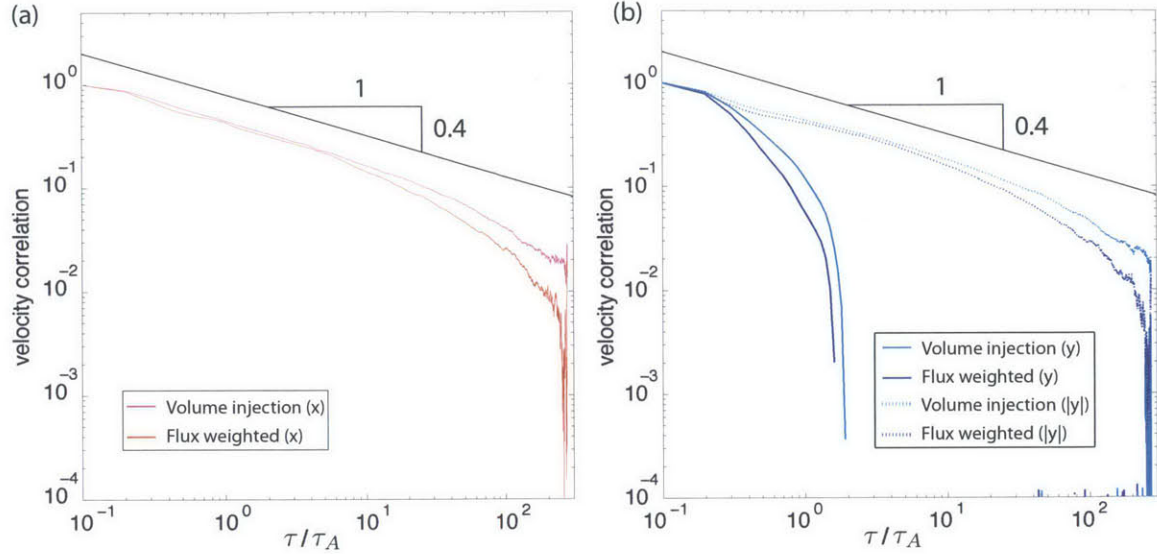 (a)
1
0.4
10^0
10^-1
10^-2
10^-3
10^-4
velocity correlation
Volume injection (x)
Flux weighted (x)
10^-1
10^0
10^1
10^2
τ/τ_A
(b)
1
0.4
10^0
10^-1
10^-2
10^-3
10^-4
velocity correlation
Volume injection (y)
Flux weighted (y)
Volume injection (|y|)
Flux weighted (|y|)
10^-1
10^0
10^1
10^2
τ/τ_A